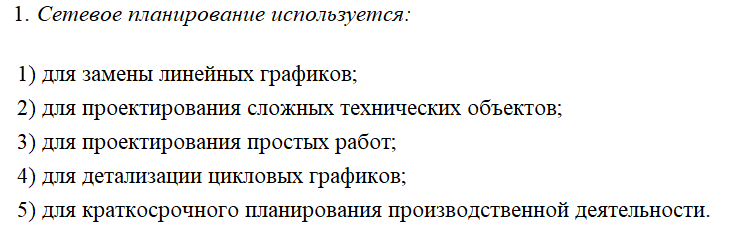 1. Сетевое планирование используется:
1) для замены линейных графиков;
2) для проектирования сложных технических объектов;
3) для проектирования простых работ;
4) для детализации цикловых графиков;
5) для краткосрочного планирования производственной деятельности.